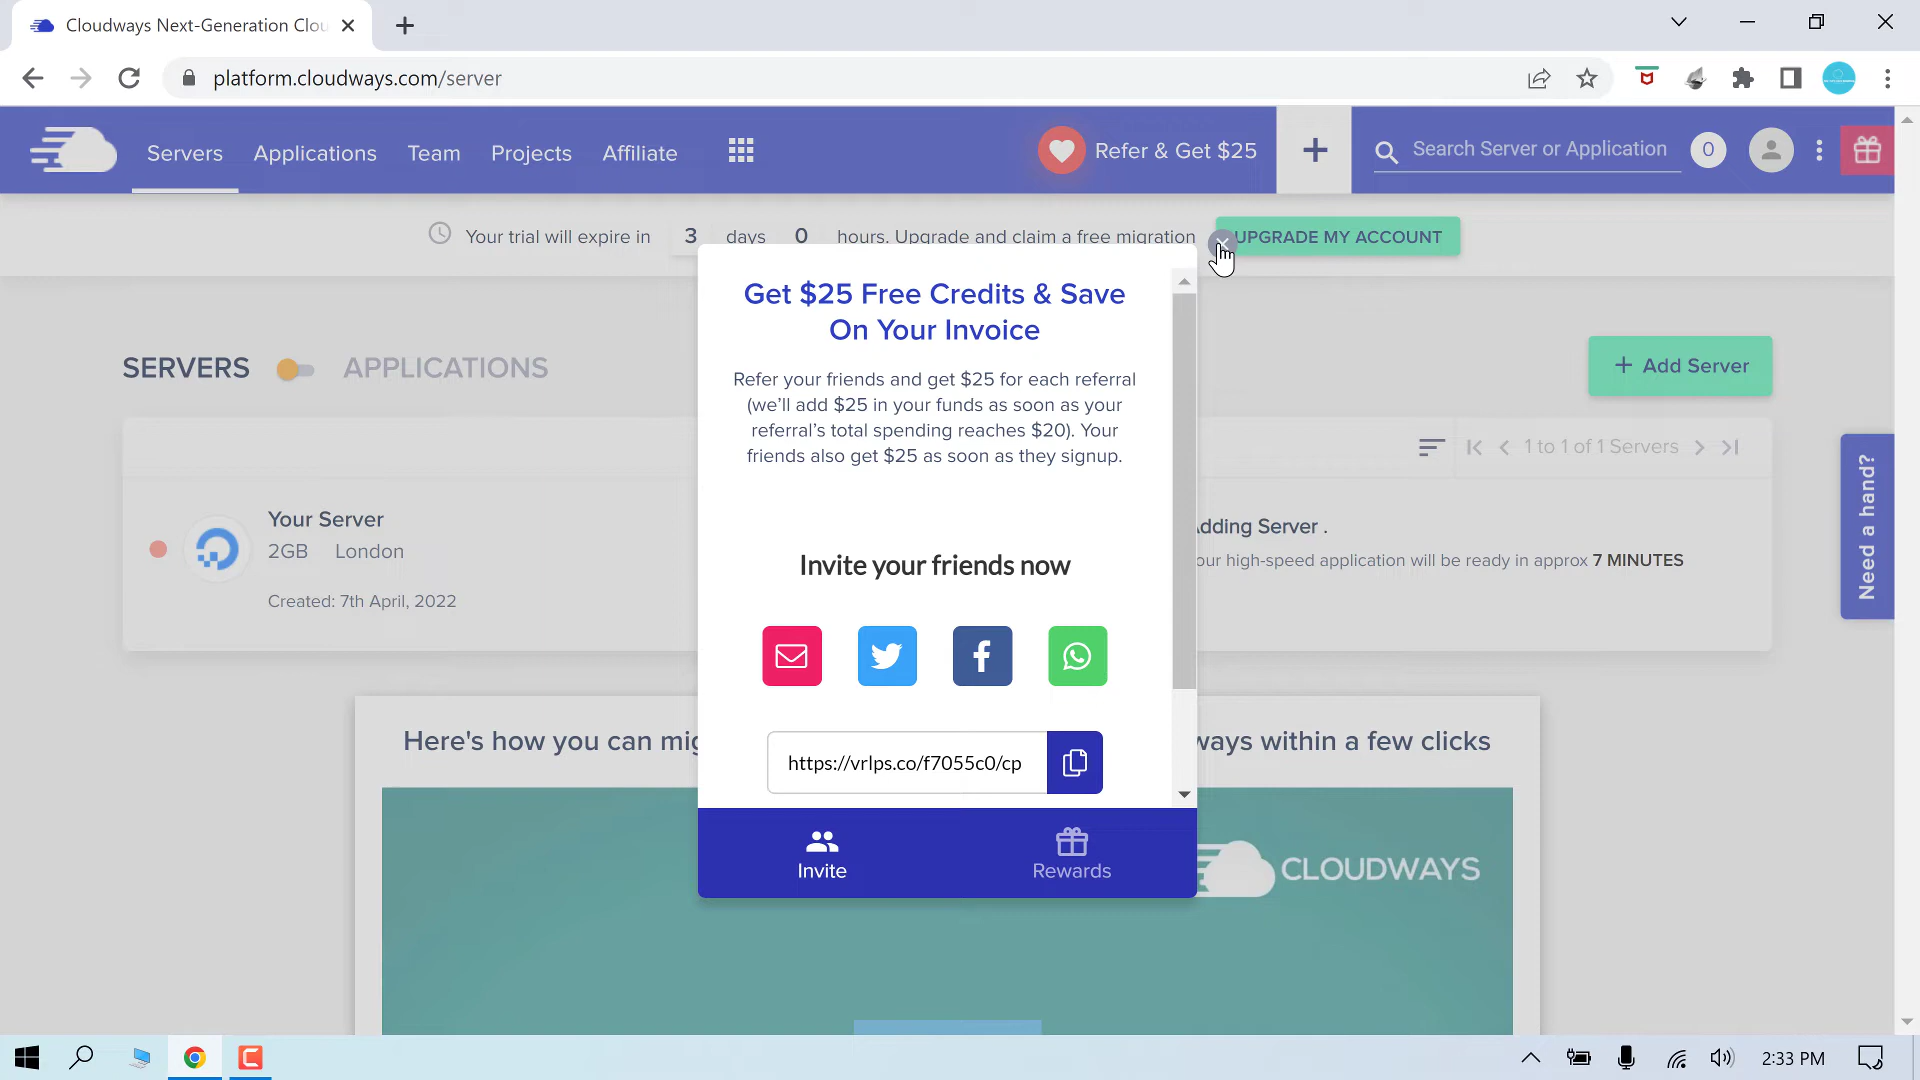 Cloudways Next-Generation Clou
platform.cloudways.com/server
Servers Applications Team Projects Affiliate
Refer & Get $25
Search Server or Application
0
Your trial will expire in 3 days 0 hours. Upgrade and claim a free migration
UPGRADE MY ACCOUNT
Get $25 Free Credits & Save
On Your Invoice
Refer your friends and get $25 for each referral
(we'll add $25 in your funds as soon as your
referral's total spending reaches $20). Your
friends also get $25 as soon as they signup.
Invite your friends now
https://vrlps.co/f7055c0/cp
Invite
Rewards
SERVERS APPLICATIONS
+ Add Server
1 to 1 of 1 Servers
Your Server
2GB London
Created: 7th April, 2022
Adding Server .
our high-speed application will be ready in approx 7 MINUTES
Need a hand?
Here's how you can mig
ways within a few clicks
CLOUDWAYS
2:33 PM